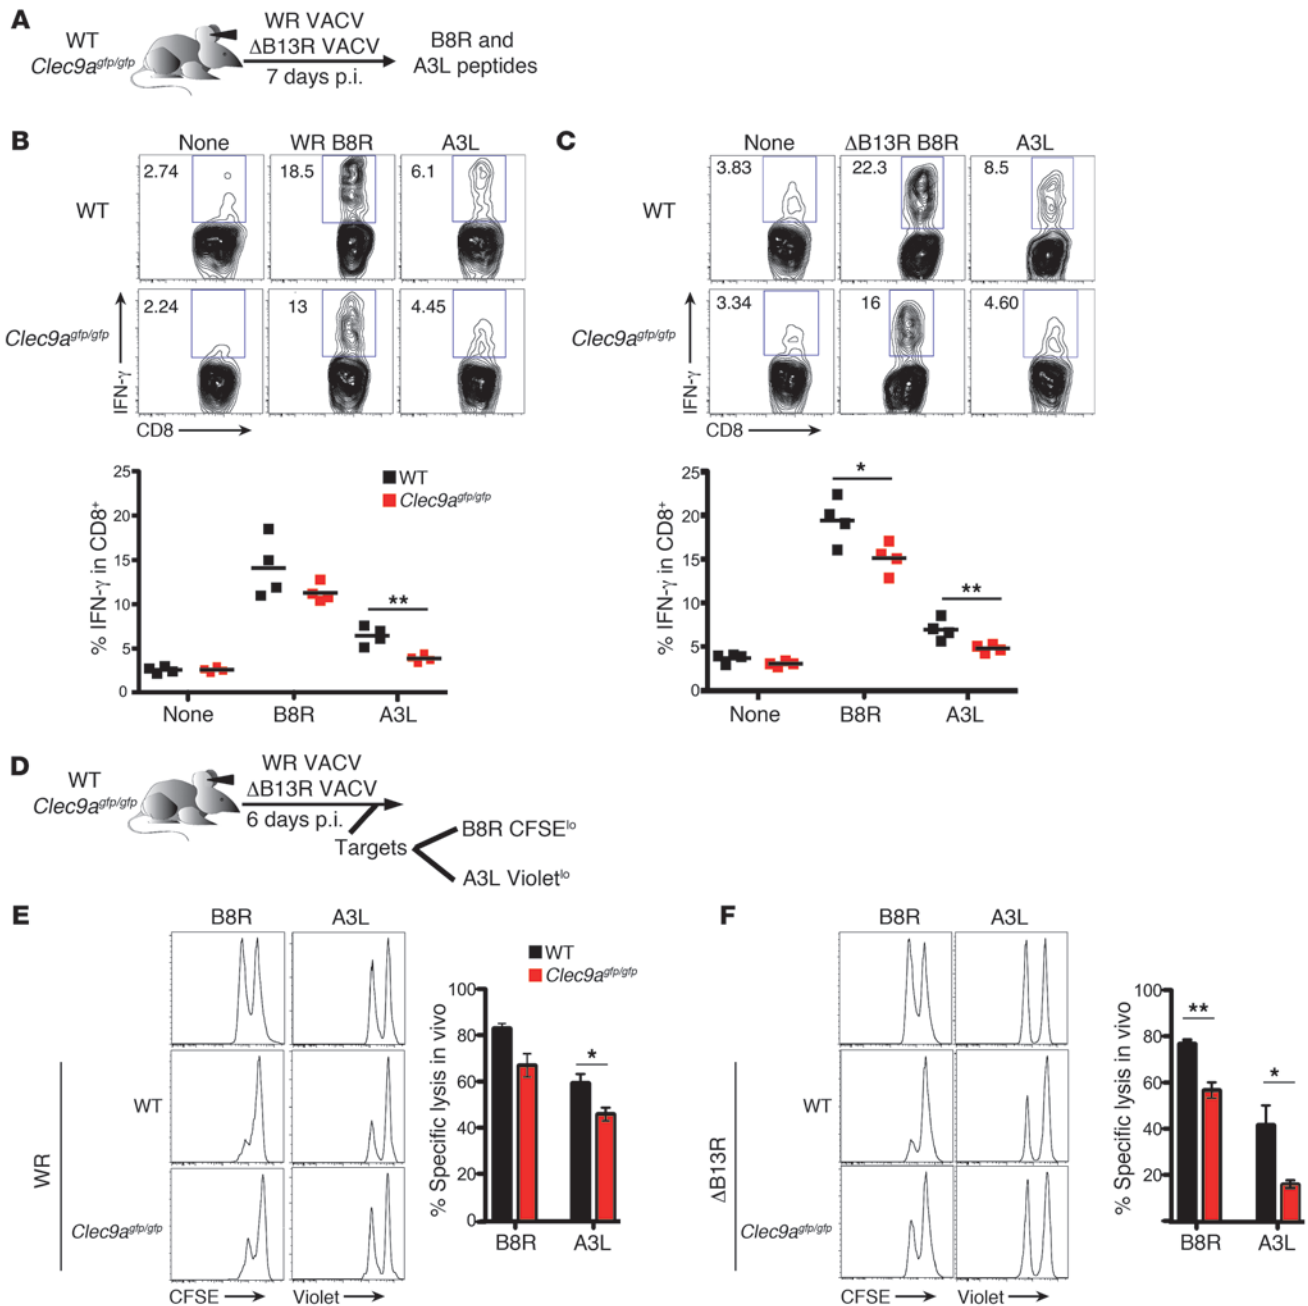 A
WT
Clec9agfp/gfp
WR VACV
ΔB13R VACV
7 days p.i.
B8R and
A3L peptides
B
None
WR B8R
A3L
WT
2.74
18.5
6.1
Clec9agfp/gfp
2.24
13
4.45
IFN-γ
CD8
25
20
15
10
5
0
% IFN-γ in CD8+
WT
Clec9agfp/gfp
**
None
B8R
A3L
C
None
ΔB13R B8R
A3L
WT
3.83
22.3
8.5
Clec9agfp/gfp
3.34
16
4.60
IFN-γ
CD8
25
20
15
10
5
0
% IFN-γ in CD8+
*
**
None
B8R
A3L
D
WT
Clec9agfp/gfp
WR VACV
ΔB13R VACV
6 days p.i.
Targets
B8R CFSElo
A3L Violetlo
E
B8R
A3L
WR
WT
Clec9agfp/gfp
CFSE
Violet
WT
Clec9agfp/gfp
% Specific lysis in vivo
100
80
60
40
20
0
*
B8R
A3L
F
B8R
A3L
ΔB13R
WT
Clec9agfp/gfp
CFSE
Violet
% Specific lysis in vivo
100
80
60
40
20
**
*
B8R
A3L